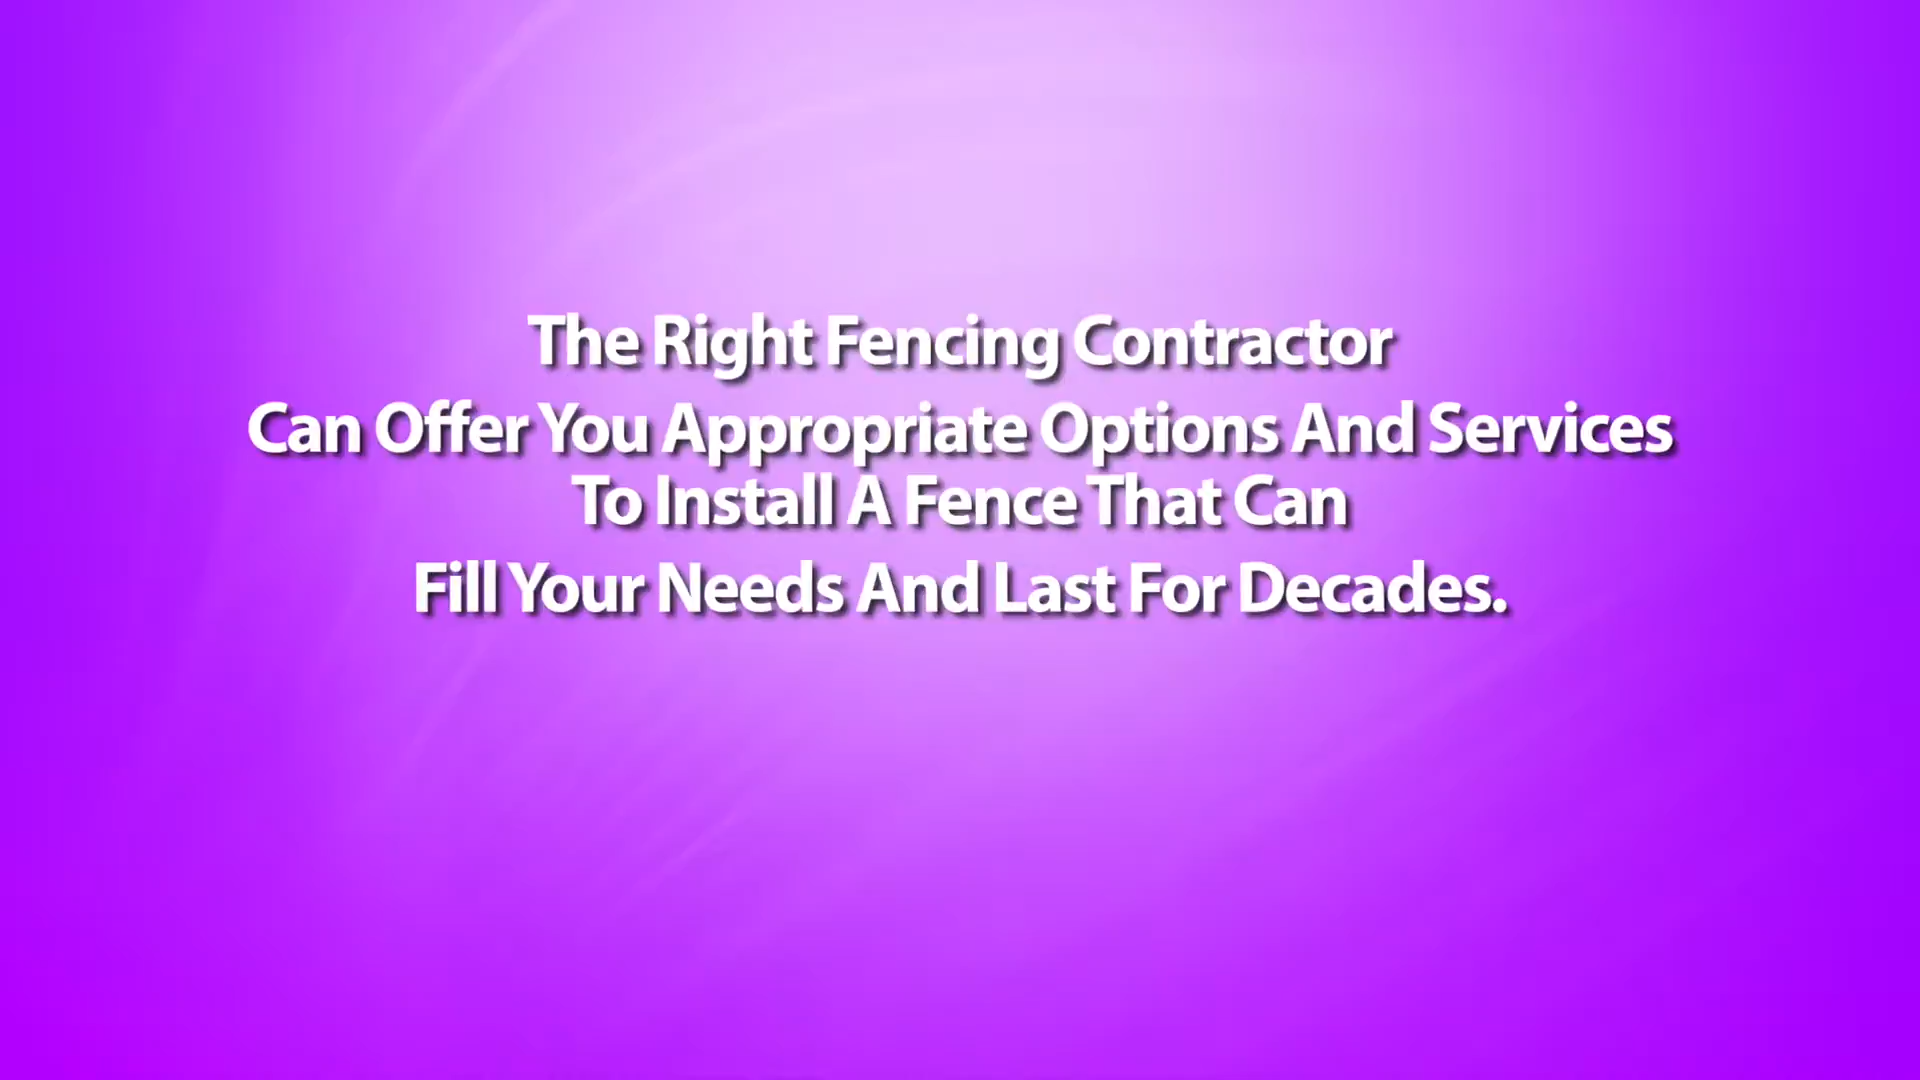 The Right Fencing Contractor
Can Offer You Appropriate Options And Services
To Install A Fence That Can
Fill Your Needs And Last For Decades.